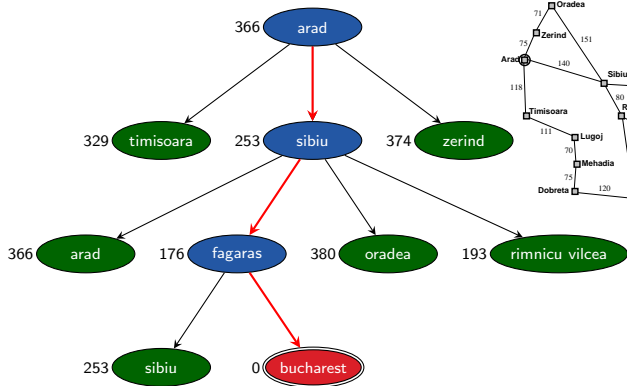 366 arad
329 timisoara 253 sibiu 374 zerind
366 arad 176 fagaras 380 oradea 193 rimnicu vilcea
253 sibiu 0 bucharest
Oradea
71
Zerind
75 151
Arad
140
Sibiu
118
80
Timisoara R
111
Lugoj
70
Mehadia
75
Dobreta 120